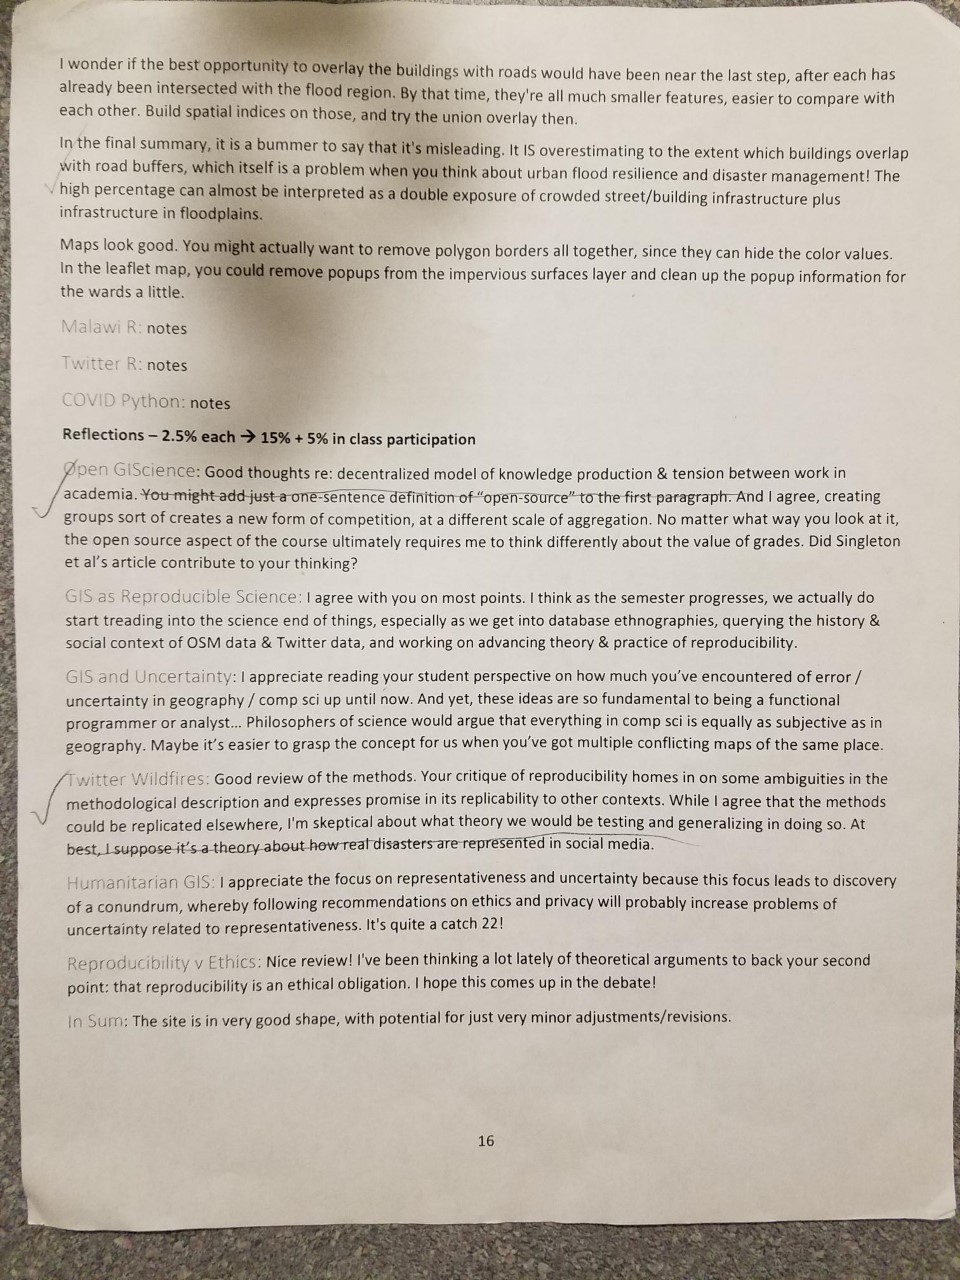 I wonder if the best opportunity to overlay the buildings with roads would have been near the last step, after each has
already been intersected with the flood region. By that time, they're all much smaller features, easier to compare with
each other. Build spatial indices on those, and try the union overlay then.
In the final summary, it is a bummer to say that it's misleading. It IS overestimating to the extent which buildings overlap
with road buffers, which itself is a problem when you think about urban flood resilience and disaster management! The
high percentage can almost be interpreted as a double exposure of crowded street/building infrastructure plus
infrastructure in floodplains.
Maps look good. You might actually want to remove polygon borders all together, since they can hide the color values.
In the leaflet map, you could remove popups from the impervious surfaces layer and clean up the popup information for
the wards a little.
Malawi R: notes
Twitter R: notes
COVID Python: notes
Reflections – 2.5% each → 15% + 5% in class participation
Open GIScience: Good thoughts re: decentralized model of knowledge production & tension between work in
academia. You might add just a one-sentence definition of “open-source” to the first paragraph. And I agree, creating
groups sort of creates a new form of competition, at a different scale of aggregation. No matter what way you look at it,
the open source aspect of the course ultimately requires me to think differently about the value of grades. Did Singleton
et al’s article contribute to your thinking?
GIS as Reproducible Science: I agree with you on most points. I think as the semester progresses, we actually do
start treading into the science end of things, especially as we get into database ethnographies, querying the history &
social context of OSM data & Twitter data, and working on advancing theory & practice of reproducibility.
GIS and Uncertainty: I appreciate reading your student perspective on how much you’ve encountered of error /
uncertainty in geography / comp sci up until now. And yet, these ideas are so fundamental to being a functional
programmer or analyst... Philosophers of science would argue that everything in comp sci is equally as subjective as in
geography. Maybe it’s easier to grasp the concept for us when you’ve got multiple conflicting maps of the same place.
Twitter Wildfires: Good review of the methods. Your critique of reproducibility homes in on some ambiguities in the
methodological description and expresses promise in its replicability to other contexts. While I agree that the methods
could be replicated elsewhere, I'm skeptical about what theory we would be testing and generalizing in doing so. At
best, I suppose it’s a theory about how real disasters are represented in social media.
Humanitarian GIS: I appreciate the focus on representativeness and uncertainty because this focus leads to discovery
of a conundrum, whereby following recommendations on ethics and privacy will probably increase problems of
uncertainty related to representativeness. It's quite a catch 22!
Reproducibility v Ethics: Nice review! I've been thinking a lot lately of theoretical arguments to back your second
point: that reproducibility is an ethical obligation. I hope this comes up in the debate!
In Sum: The site is in very good shape, with potential for just very minor adjustments/revisions.
16